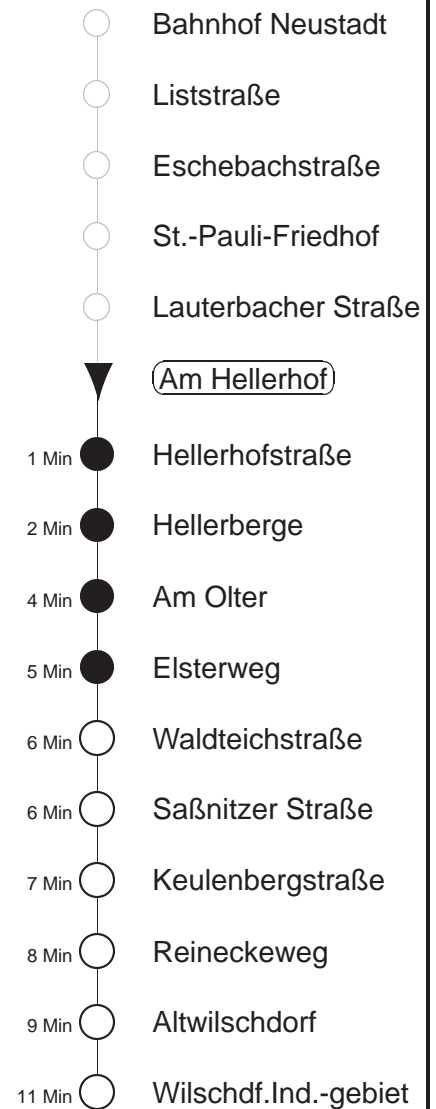 Bahnhof Neustadt
Liststraße
Eschebachstraße
St.-Pauli-Friedhof
Lauterbacher Straße
Am Hellerhof
1 Min Hellerhofstraße
2 Min Hellerberge
4 Min Am Olter
5 Min Elsterweg
6 Min Waldteichstraße
6 Min Saßnitzer Straße
7 Min Keulenbergstraße
8 Min Reineckeweg
9 Min Altwilschdorf
11 Min Wilschdf.Ind.-gebiet